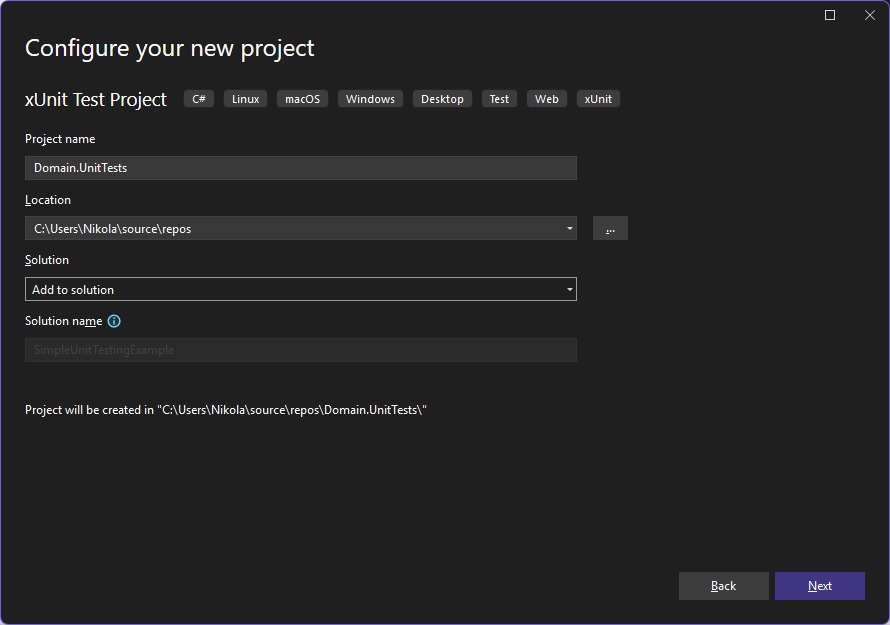 Configure your new project
xUnit Test Project C# Linux macOS Windows Desktop Test Web xUnit
Project name
Domain.UnitTests
Location
C:\Users\Nikola\source\repos
...
Solution
Add to solution
Solution name
SimpleUnitTestingExample
Project will be created in "C:\Users\Nikola\source\repos\Domain.UnitTests\"
Back Next